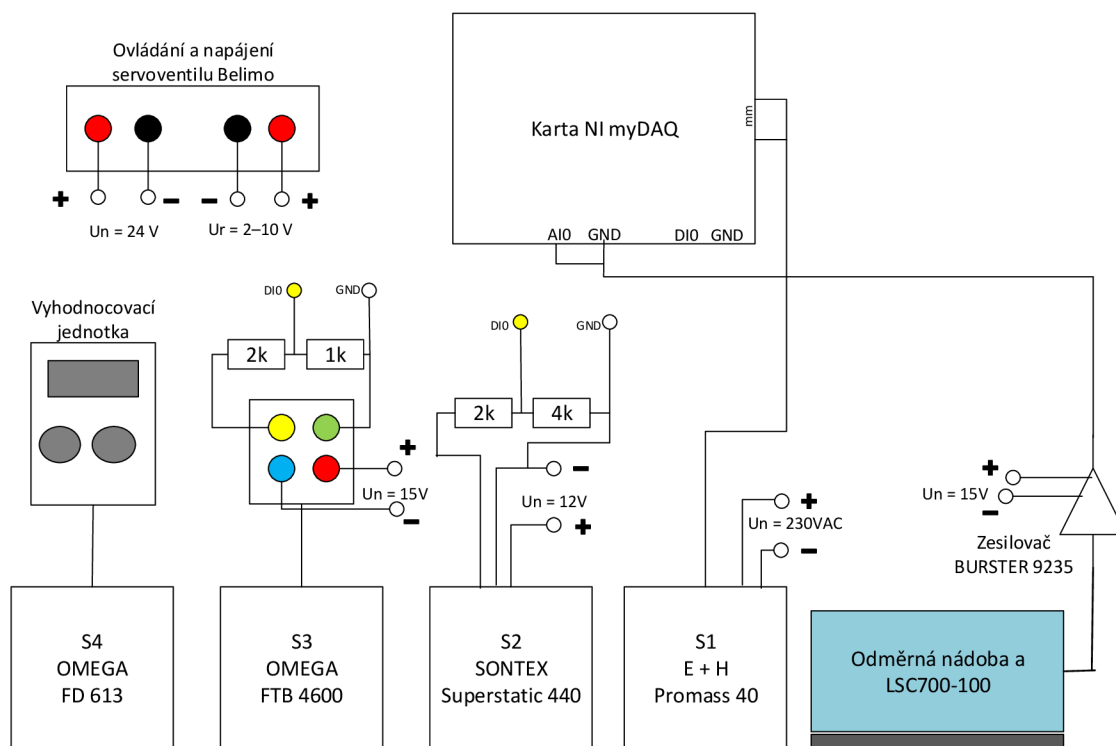 Ovládání a napájení
servoventilu Belimo
+ - - +
Un = 24 V
Ur = 2–10 V
Karta NI myDAQ
mm
AI0 GND DI0 GND
Vyhodnocovací
jednotka
DI0
GND
2k
1k
+
Un = 15V
-
DI0
GND
2k
4k
-
Un = 12V
+
+
Un = 230VAC
-
+
Un = 15V
-
Zesilovač
BURSTER 9235
S4
OMEGA
FD 613
S3
OMEGA
FTB 4600
S2
SONTEX
Superstatic 440
S1
E + H
Promass 40
Odměrná nádoba a
LSC700-100